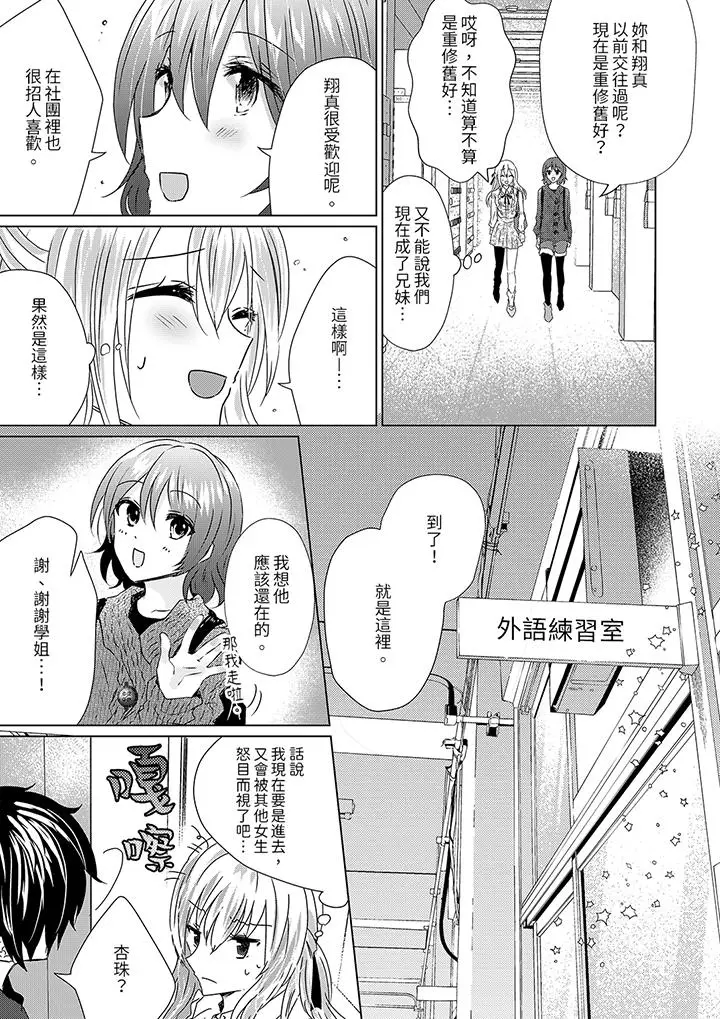 妳和翔真
以前交往過呢？
現在是重修舊好？
哎呀，不知道算不算
是重修舊好…
又不能說我們
現在成了兄妹…
翔真很受歡迎呢。
在社團裡也
很招人喜歡。
這樣啊—…
果然是這樣…
到了！
就是這裡。
外語練習室
我想他
應該還在的。
那我走啦。
謝、謝謝學姐…！
話說
我現在要是進去，
又會被其他女生
怒目而視了吧…
嘎嚓
杏珠？